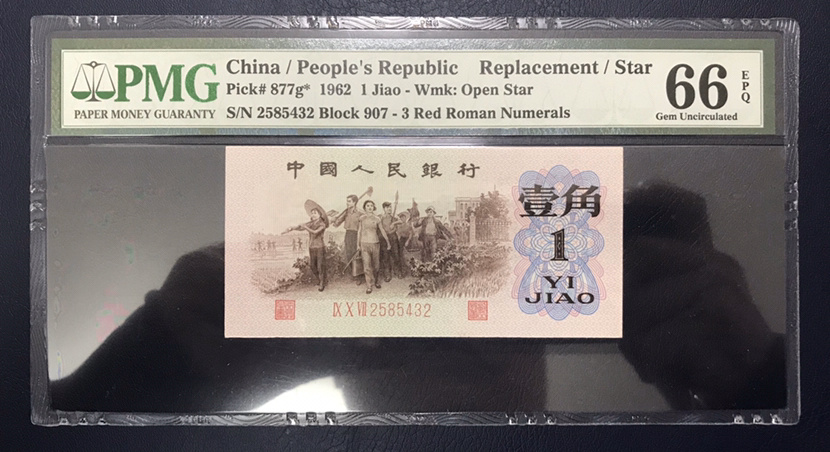 PMG
PAPER MONEY GUARANTY
China / People's Republic Replacement / Star
Pick# 877g* 1962 1 Jiao - Wmk: Open Star
S/N 2585432 Block 907 - 3 Red Roman Numerals
66 EPQ
Gem Uncirculated
中國人民銀行
壹角
1
YI
JIAO
Ⅸ Ⅹ Ⅶ 2585432